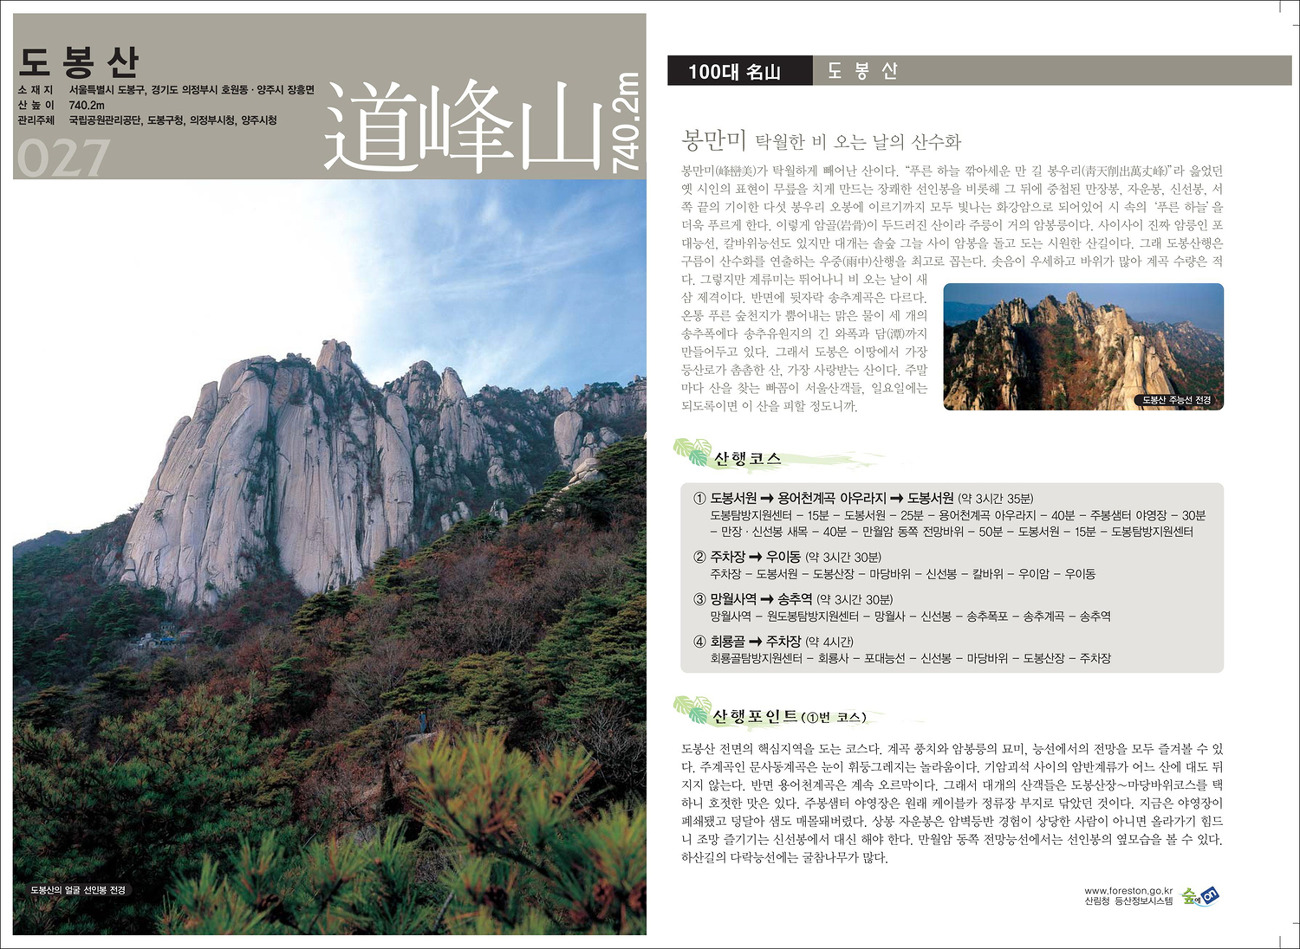 도봉산
소 재 지 서울특별시 도봉구, 경기도 의정부시 호원동 · 양주시 장흥면
산 높 이 740.2m
관리주체 국립공원관리공단, 도봉구청, 의정부시청, 양주시청
027
道峰山
740.2m
도봉산의 얼굴 선인봉 전경
100대 名山 도 봉 산
봉만미 탁월한 비 오는 날의 산수화
봉만미(峰巒美)가 탁월하게 빼어난 산이다. “푸른 하늘 깎아세운 만 길 봉우리(靑天削出萬丈峰)”라 읊었던
옛 시인의 표현이 무릎을 치게 만드는 장쾌한 선인봉을 비롯해 그 뒤에 중첩된 만장봉, 자운봉, 신선봉, 서
쪽 끝의 기이한 다섯 봉우리 오봉에 이르기까지 모두 빛나는 화강암으로 되어있어 시 속의 ‘푸른 하늘’을
더욱 푸르게 한다. 이렇게 암골(岩骨)이 두드러진 산이라 주릉이 거의 암봉릉이다. 사이사이 진짜 암릉인 포
대능선, 칼바위능선도 있지만 대개는 솔숲 그늘 사이 암봉을 돌고 도는 시원한 산길이다. 그래 도봉산행은
구름이 산수화를 연출하는 우중(雨中)산행을 최고로 꼽는다. 솟음이 우세하고 바위가 많아 계곡 수량은 적
다. 그렇지만 계류미는 뛰어나니 비 오는 날이 새
삼 제격이다. 반면에 뒷자락 송추계곡은 다르다.
온통 푸른 숲천지가 뿜어내는 맑은 물이 세 개의
송추폭에다 송추유원지의 긴 와폭과 담(潭)까지
만들어두고 있다. 그래서 도봉은 이땅에서 가장
등산로가 촘촘한 산, 가장 사랑받는 산이다. 주말
마다 산을 찾는 빠꼼이 서울산객들, 일요일에는
되도록이면 이 산을 피할 정도니까.
도봉산 주능선 전경
산행코스
① 도봉서원 ➞ 용어천계곡 아우라지 ➞ 도봉서원 (약 3시간 35분)
도봉탐방지원센터 – 15분 – 도봉서원 – 25분 – 용어천계곡 아우라지 – 40분 – 주봉샘터 야영장 – 30분
– 만장 · 신선봉 새목 – 40분 – 만월암 동쪽 전망바위 – 50분 – 도봉서원 – 15분 – 도봉탐방지원센터
② 주차장 ➞ 우이동 (약 3시간 30분)
주차장 – 도봉서원 – 도봉산장 – 마당바위 – 신선봉 – 칼바위 – 우이암 – 우이동
③ 망월사역 ➞ 송추역 (약 3시간 30분)
망월사역 – 원도봉탐방지원센터 – 망월사 – 신선봉 – 송추폭포 – 송추계곡 – 송추역
④ 회룡골 ➞ 주차장 (약 4시간)
회룡골탐방지원센터 – 회룡사 – 포대능선 – 신선봉 – 마당바위 – 도봉산장 – 주차장
산행포인트(①번 코스)
도봉산 전면의 핵심지역을 도는 코스다. 계곡 풍치와 암봉릉의 묘미, 능선에서의 전망을 모두 즐겨볼 수 있
다. 주계곡인 문사동계곡은 눈이 휘둥그레지는 놀라움이다. 기암괴석 사이의 암반계류가 어느 산에 대도 뒤
지지 않는다. 반면 용어천계곡은 계속 오르막이다. 그래서 대개의 산객들은 도봉산장~마당바위코스를 택
하니 호젓한 맛은 있다. 주봉샘터 야영장은 원래 케이블카 정류장 부지로 닦았던 것이다. 지금은 야영장이
폐쇄됐고 덩달아 샘도 매몰돼버렸다. 상봉 자운봉은 암벽등반 경험이 상당한 사람이 아니면 올라가기 힘드
니 조망 즐기기는 신선봉에서 대신 해야 한다. 만월암 동쪽 전망능선에서는 선인봉의 옆모습을 볼 수 있다.
하산길의 다락능선에는 굴참나무가 많다.
www.foreston.go.kr
산림청 등산정보시스템
숲에on